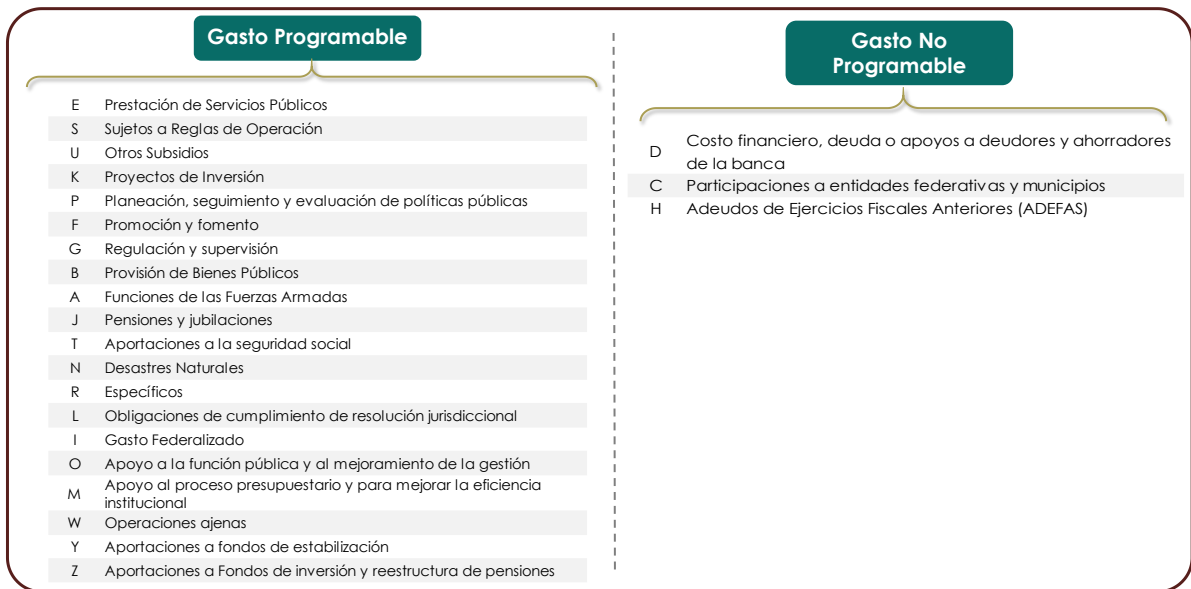 Gasto Programable
E Prestación de Servicios Públicos
S Sujetos a Reglas de Operación
U Otros Subsidios
K Proyectos de Inversión
P Planeación, seguimiento y evaluación de políticas públicas
F Promoción y fomento
G Regulación y supervisión
B Provisión de Bienes Públicos
A Funciones de las Fuerzas Armadas
J Pensiones y jubilaciones
T Aportaciones a la seguridad social
N Desastres Naturales
R Específicos
L Obligaciones de cumplimiento de resolución jurisdiccional
I Gasto Federalizado
O Apoyo a la función pública y al mejoramiento de la gestión
M Apoyo al proceso presupuestario y para mejorar la eficiencia
institucional
W Operaciones ajenas
Y Aportaciones a fondos de estabilización
Z Aportaciones a Fondos de inversión y reestructura de pensiones
Gasto No
Programable
D Costo financiero, deuda o apoyos a deudores y ahorradores
de la banca
C Participaciones a entidades federativas y municipios
H Adeudos de Ejercicios Fiscales Anteriores (ADEFAS)